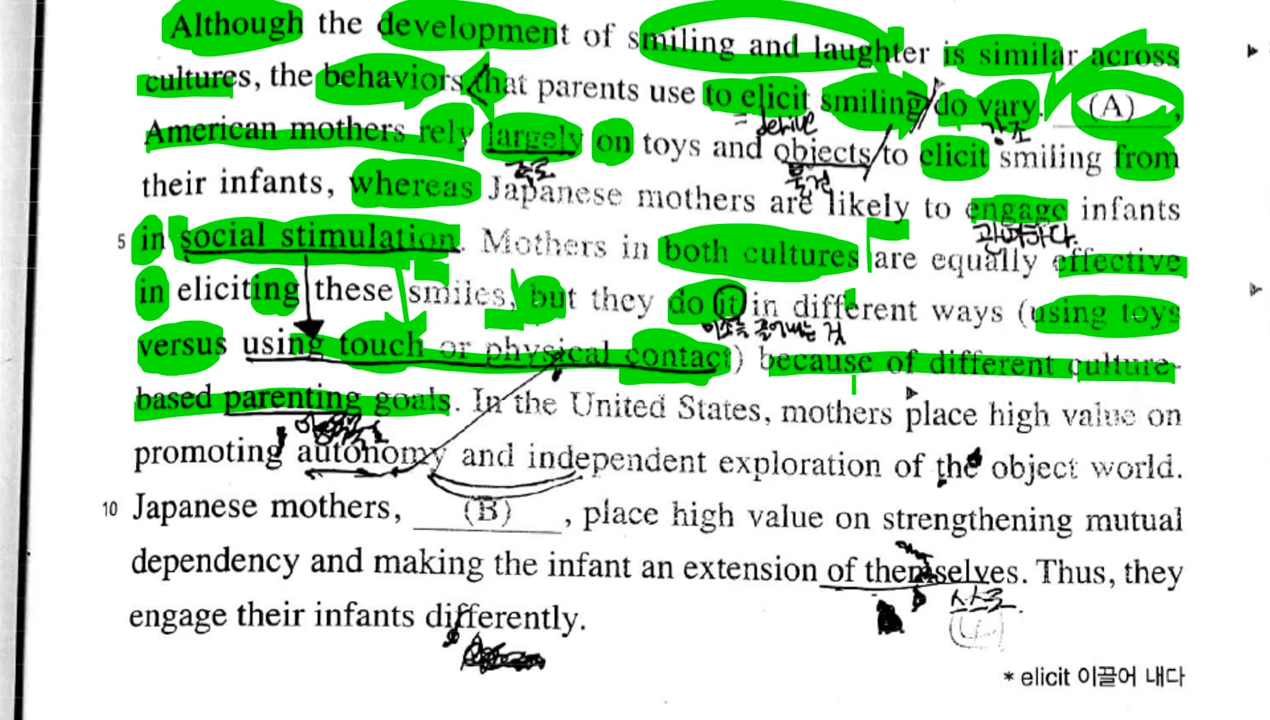 Although the development of smiling and laughter is similar across
cultures, the behaviors that parents use to elicit smiling do vary. (A) ,
= derive
American mothers rely largely on toys and objects to elicit smiling from
주로
물건
their infants, whereas Japanese mothers are likely to engage infants
관여하다.
5 in social stimulation. Mothers in both cultures are equally effective
in eliciting these smiles, but they do it in different ways (using toys
미소를 끌어내는 것
versus using touch or physical contact) because of different culture-
based parenting goals. In the United States, mothers place high value on
promoting autonomy and independent exploration of the object world.
10 Japanese mothers, (B) , place high value on strengthening mutual
dependency and making the infant an extension of themselves. Thus, they
스스로
engage their infants differently.
* elicit 이끌어 내다